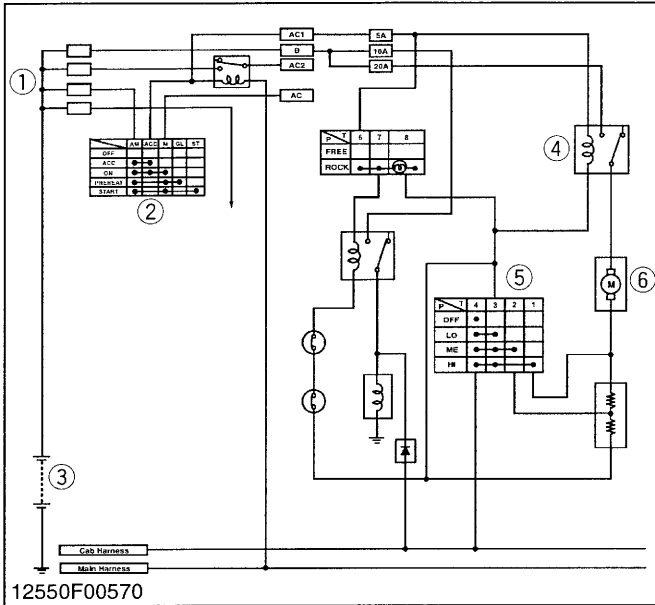 AC1 5A
B 10A
AC2 20A
AC
1
AM ACC M GL ST
OFF
ACC
ON
PREHEAT
START
2
P T 6 7 8
FREE
ROCK
4
5
P T 4 3 2 1
OFF
LO
ME
HI
M
6
3
Cab Harness
Main Harness
12550F00570